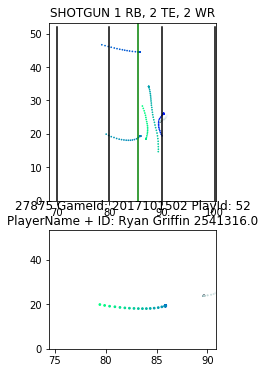 SHOTGUN 1 RB, 2 TE, 2 WR
50
40
30
20
10
0
70 80 90 100
27875 GameId: 2017101502 PlayId: 52
PlayerName + ID: Ryan Griffin 2541316.0
40
20
0
75 80 85 90